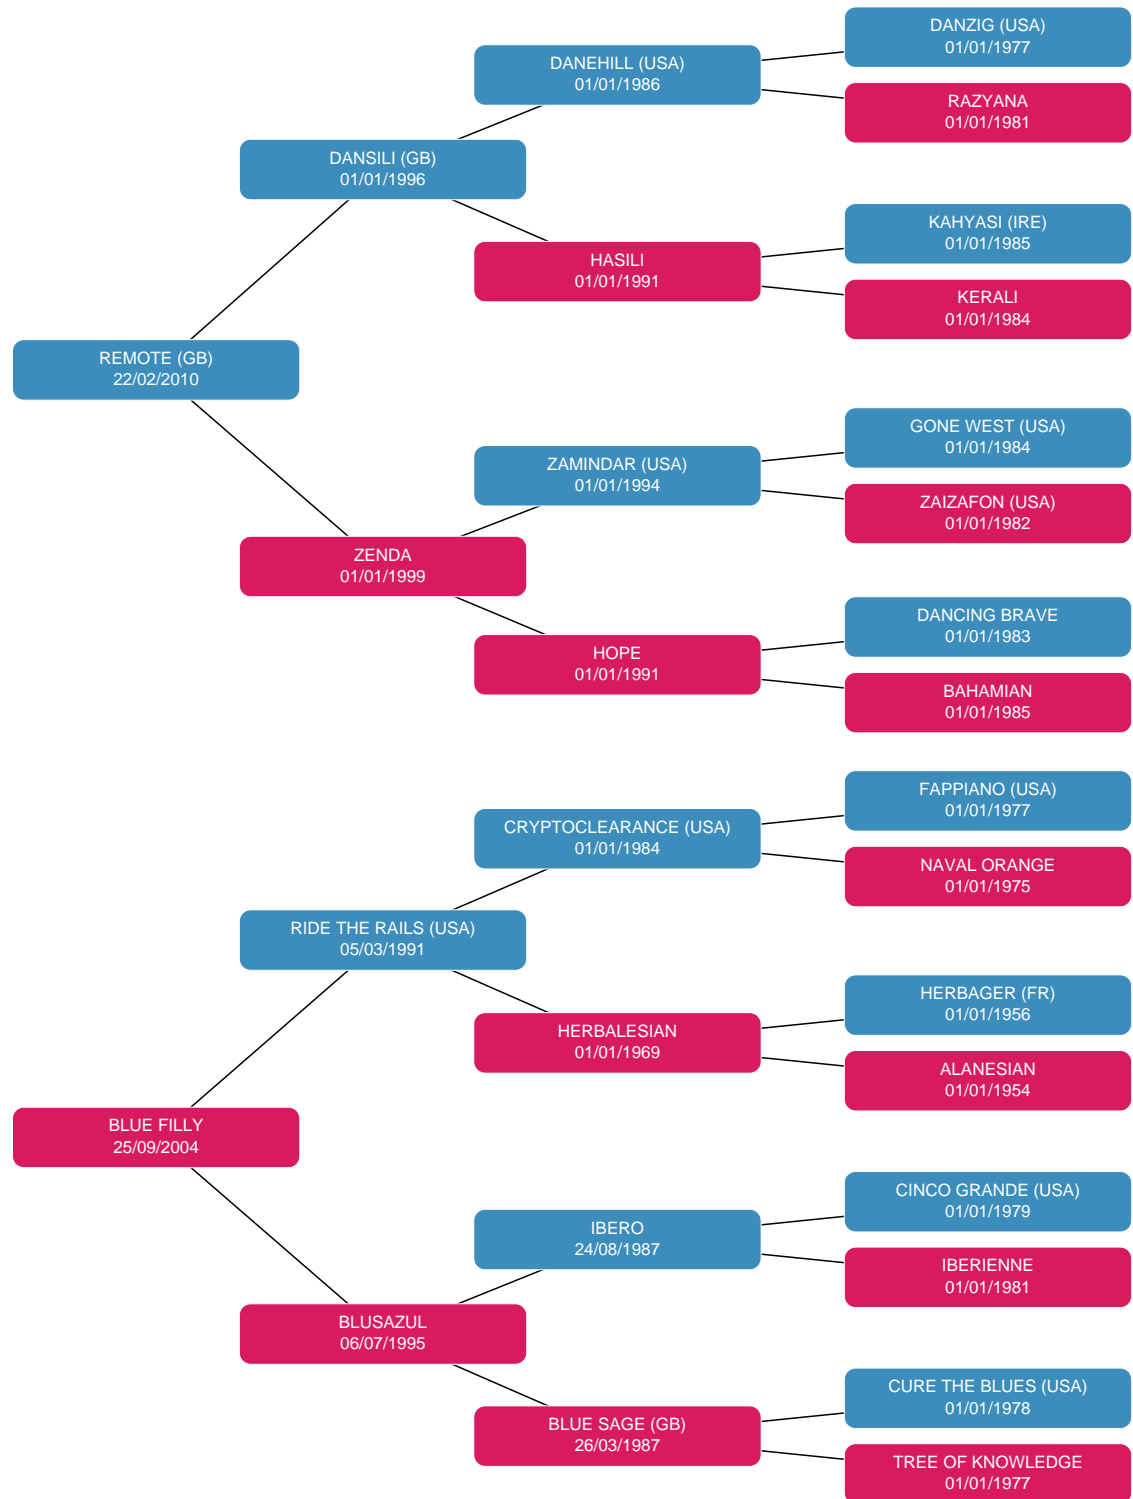 DANZIG (USA)
01/01/1977
DANEHILL (USA)
01/01/1986
RAZYANA
01/01/1981
DANSILI (GB)
01/01/1996
KAHYASI (IRE)
01/01/1985
HASILI
01/01/1991
KERALI
01/01/1984
REMOTE (GB)
22/02/2010
GONE WEST (USA)
01/01/1984
ZAMINDAR (USA)
01/01/1994
ZAIZAFON (USA)
01/01/1982
ZENDA
01/01/1999
DANCING BRAVE
01/01/1983
HOPE
01/01/1991
BAHAMIAN
01/01/1985
FAPPIANO (USA)
01/01/1977
CRYPTOCLEARANCE (USA)
01/01/1984
NAVAL ORANGE
01/01/1975
RIDE THE RAILS (USA)
05/03/1991
HERBAGER (FR)
01/01/1956
HERBALESIAN
01/01/1969
ALANESIAN
01/01/1954
BLUE FILLY
25/09/2004
CINCO GRANDE (USA)
01/01/1979
IBERO
24/08/1987
IBERIENNE
01/01/1981
BLUSAZUL
06/07/1995
CURE THE BLUES (USA)
01/01/1978
BLUE SAGE (GB)
26/03/1987
TREE OF KNOWLEDGE
01/01/1977